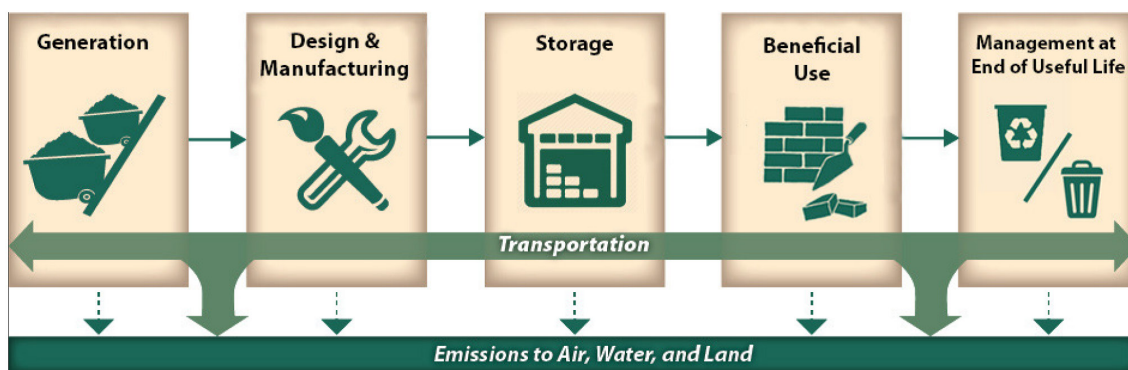 Generation
Design &
Manufacturing
Storage
Beneficial
Use
Management at
End of Useful Life
Transportation
Emissions to Air, Water, and Land